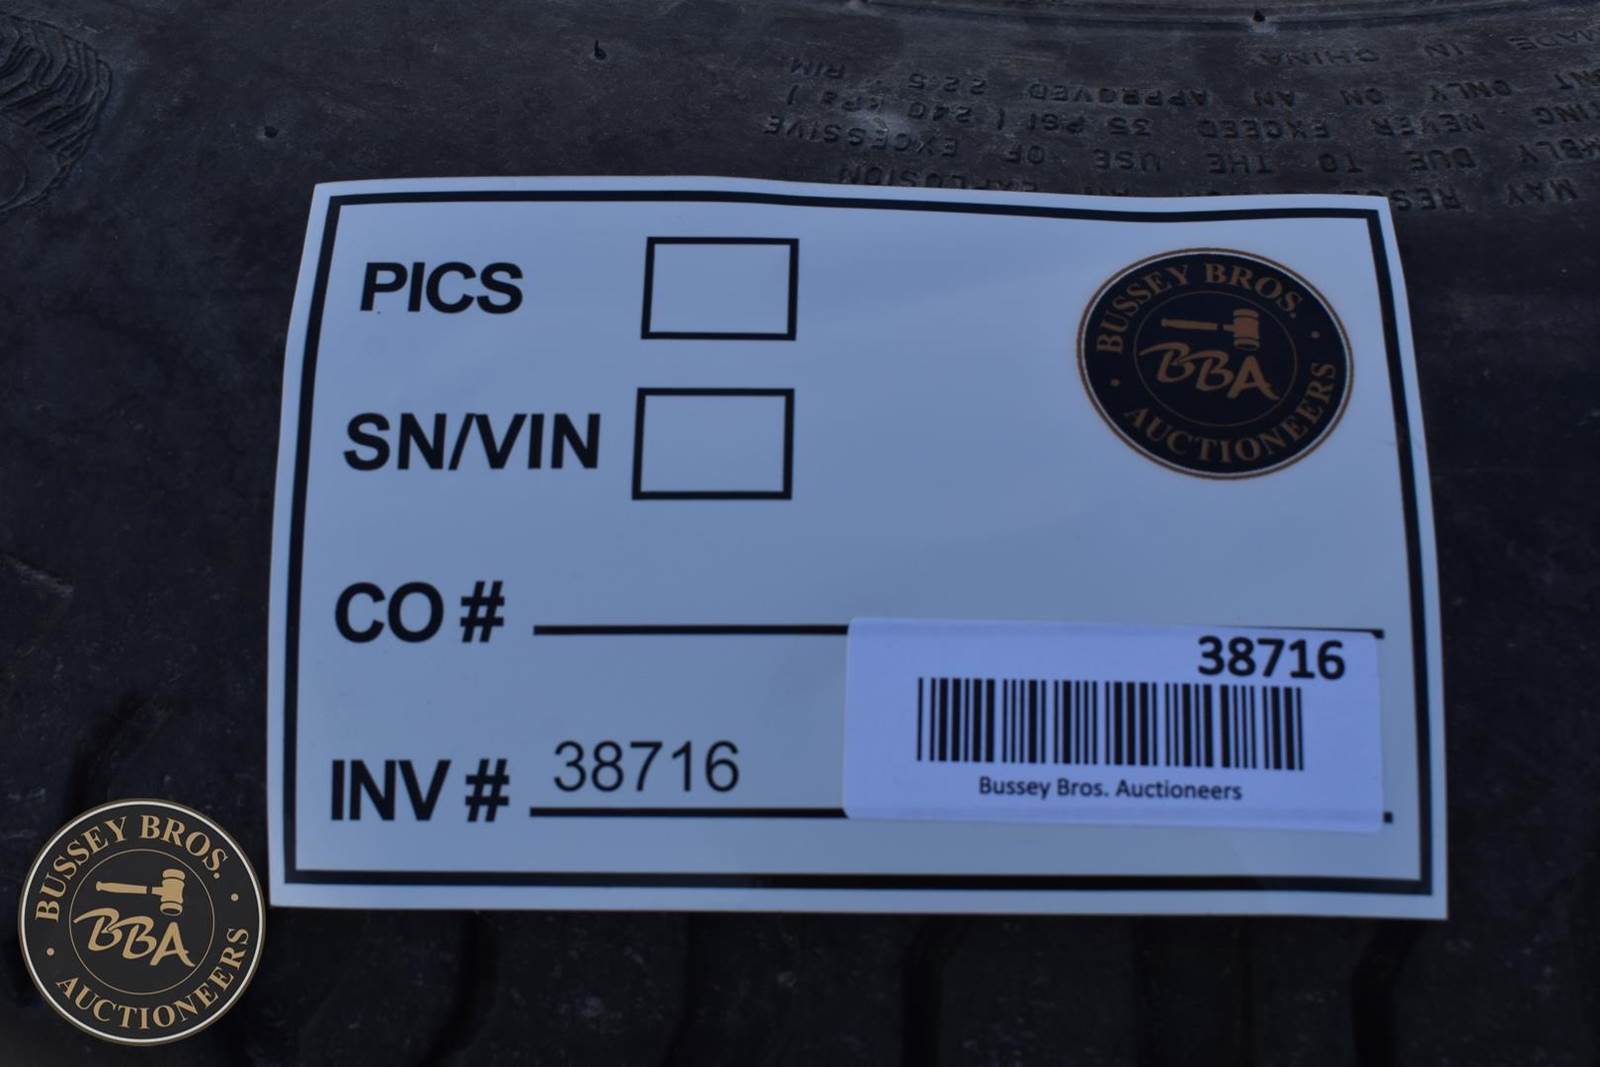 MADE IN CHINA
ONLY ON AN APPROVED 22.5 RIM
NEVER EXCEED 35 PSI (240 kPa)
DUE TO THE USE OF EXCESSIVE
MAY EXPLOSION
PICS
SN/VIN
CO #
INV # 38716
BUSSEY BROS.
BBA
AUCTIONEERS
38716
Bussey Bros. Auctioneers
BUSSEY BROS.
BBA
AUCTIONEERS